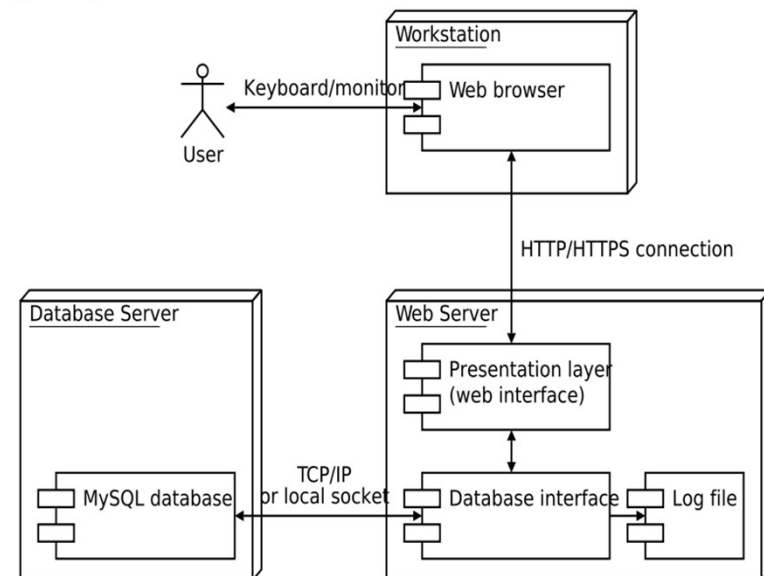 Workstation
Keyboard/monitor
Web browser
User
HTTP/HTTPS connection
Database Server
Web Server
Presentation layer
(web interface)
TCP/IP
or local socket
MySQL database
Database interface
Log file